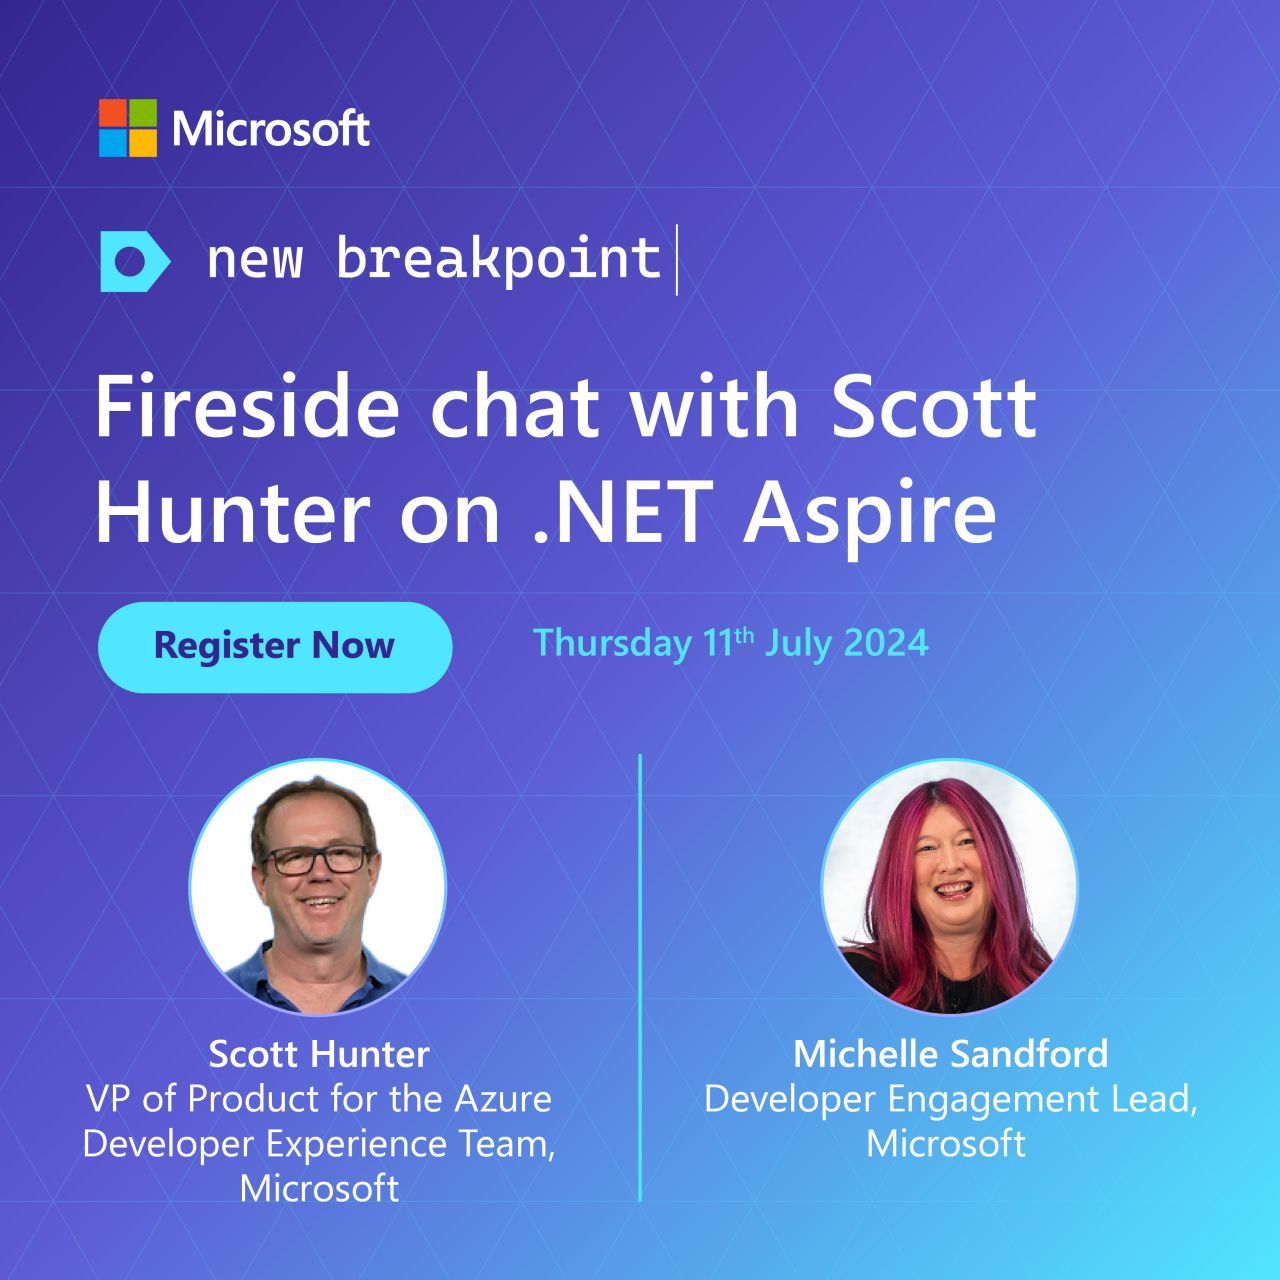 Microsoft
new breakpoint
Fireside chat with Scott
Hunter on .NET Aspire
Register Now
Thursday 11th July 2024
Scott Hunter
VP of Product for the Azure
Developer Experience Team,
Microsoft
Michelle Sandford
Developer Engagement Lead,
Microsoft